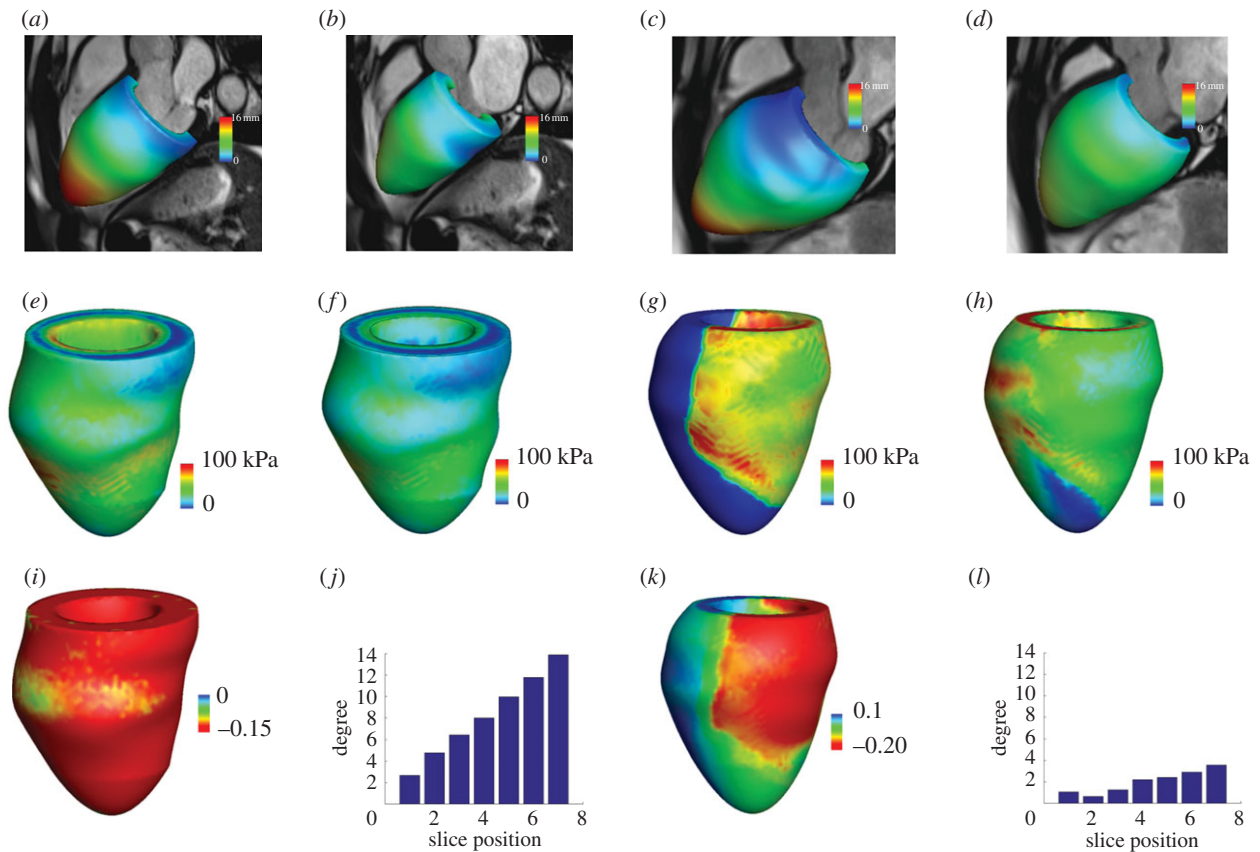 (a)
(b)
(c)
(d)
16 mm
0
16 mm
0
16 mm
0
16 mm
0
(e)
(f)
(g)
(h)
100 kPa
0
100 kPa
0
100 kPa
0
100 kPa
0
(i)
(j)
(k)
(l)
0
–0.15
14
12
10
8
6
4
2
0
2
4
6
8
degree
slice position
0.1
–0.20
14
12
10
8
6
4
2
0
2
4
6
8
degree
slice position